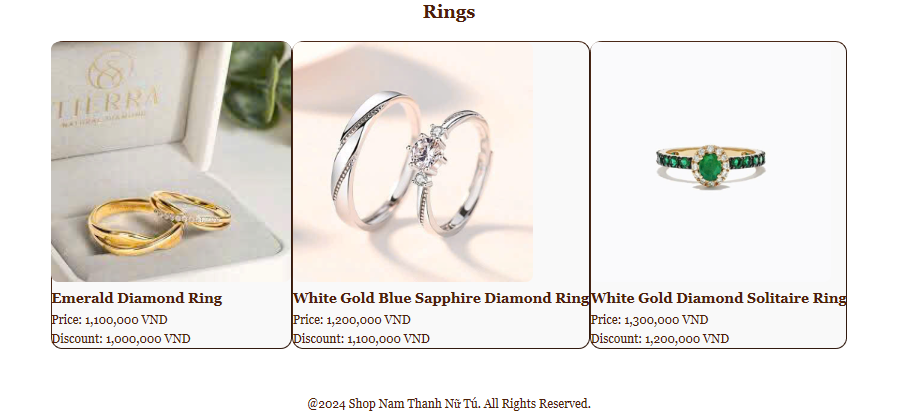 Rings
TIERRA
NATURAL DIAMOND
Emerald Diamond Ring
Price: 1,100,000 VND
Discount: 1,000,000 VND
White Gold Blue Sapphire Diamond Ring
Price: 1,200,000 VND
Discount: 1,100,000 VND
White Gold Diamond Solitaire Ring
Price: 1,300,000 VND
Discount: 1,200,000 VND
@2024 Shop Nam Thanh Nữ Tú. All Rights Reserved.